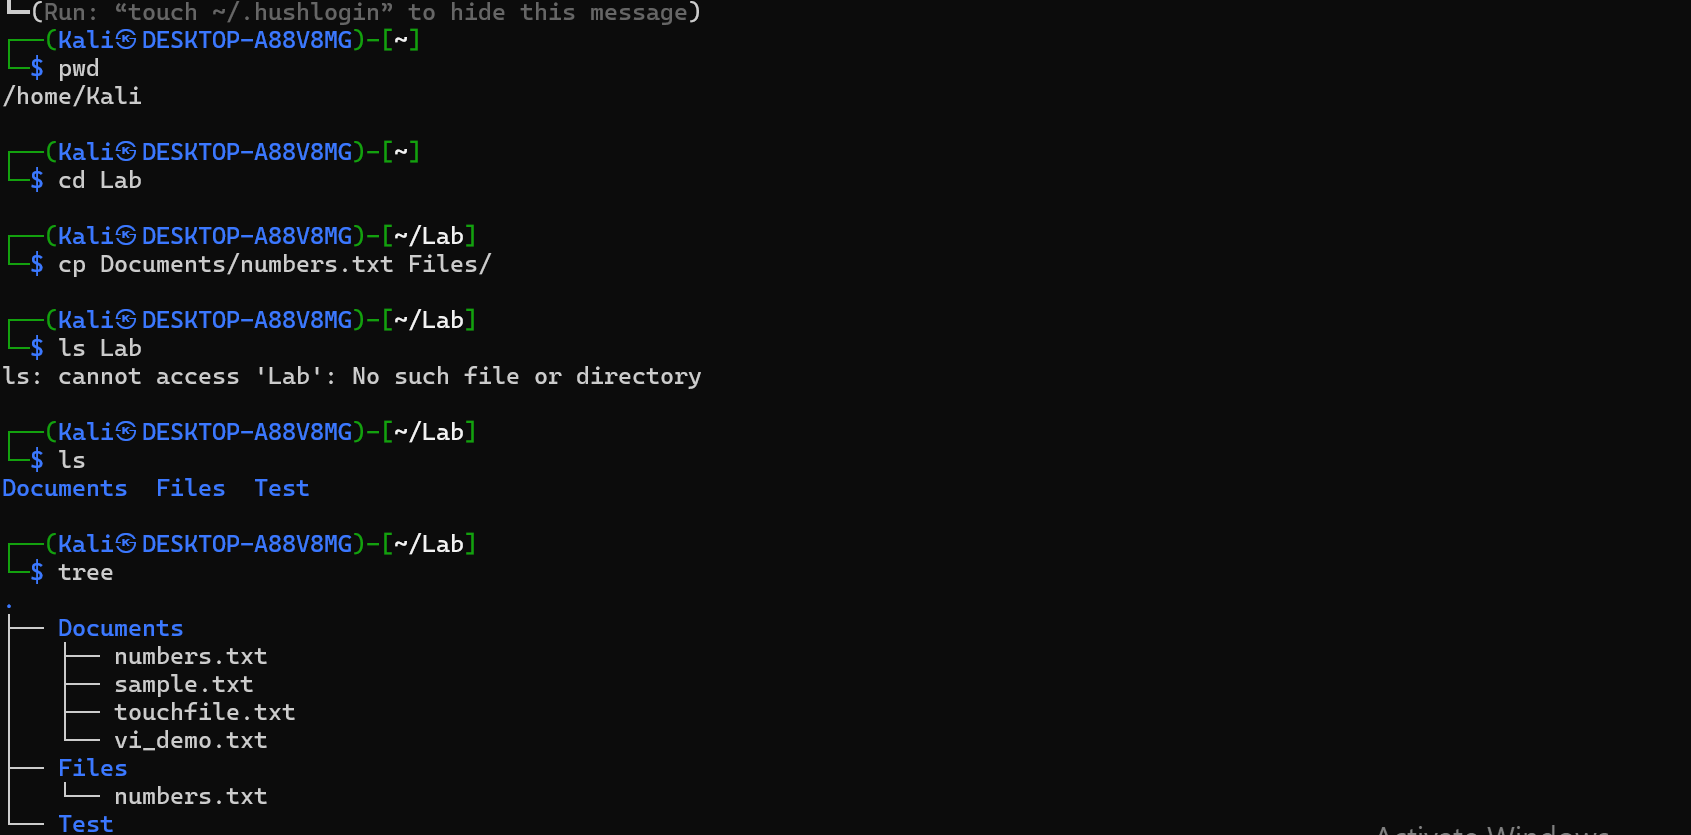 (Run: “touch ~/.hushlogin” to hide this message)
(Kali㉿DESKTOP-A88V8MG)-[~]
$ pwd
/home/Kali
(Kali㉿DESKTOP-A88V8MG)-[~]
$ cd Lab
(Kali㉿DESKTOP-A88V8MG)-[~/Lab]
$ cp Documents/numbers.txt Files/
(Kali㉿DESKTOP-A88V8MG)-[~/Lab]
$ ls Lab
ls: cannot access 'Lab': No such file or directory
(Kali㉿DESKTOP-A88V8MG)-[~/Lab]
$ ls
Documents  Files  Test
(Kali㉿DESKTOP-A88V8MG)-[~/Lab]
$ tree
.
├── Documents
│   ├── numbers.txt
│   ├── sample.txt
│   ├── touchfile.txt
│   └── vi_demo.txt
├── Files
│   └── numbers.txt
└── Test
Activate Windows